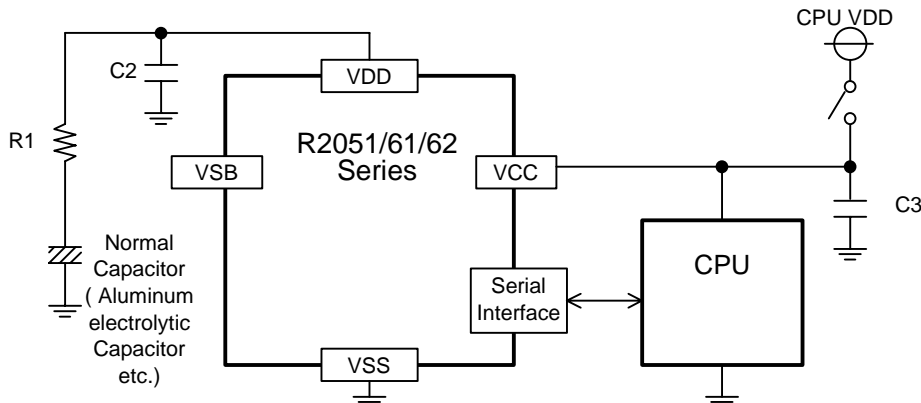 CPU VDD
C2
VDD
R1
R2051/61/62
Series
VSB
VCC
C3
Normal
Capacitor
( Aluminum
electrolytic
Capacitor
etc.)
Serial
Interface
CPU
VSS